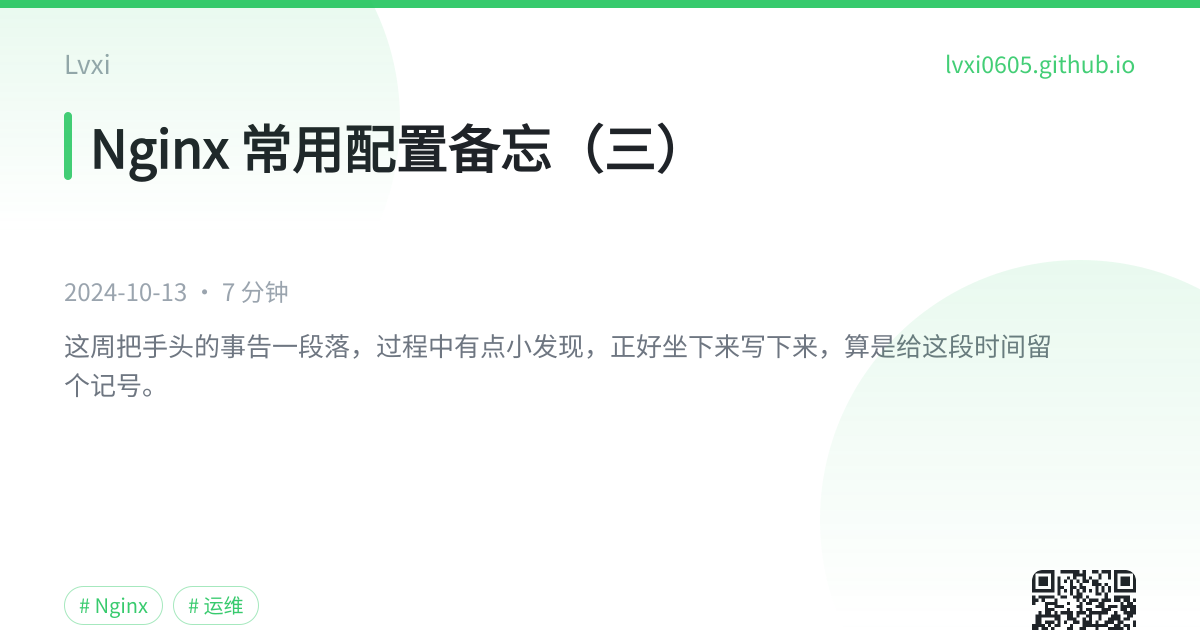 Lvxi
lvxi0605.github.io
Nginx 常用配置备忘（三）
2024-10-13 · 7 分钟
这周把手头的事告一段落，过程中有点小发现，正好坐下来写下来，算是给这段时间留
个记号。
# Nginx
# 运维